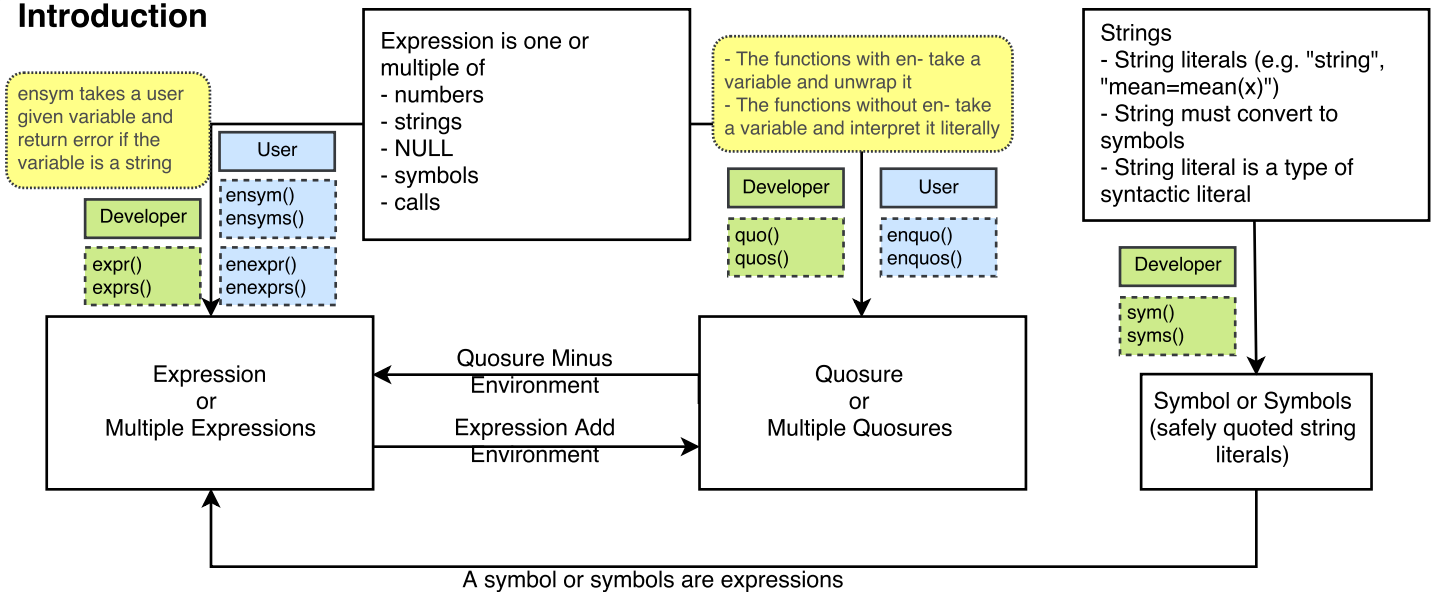 Introduction
ensym takes a user
given variable and
return error if the
variable is a string
Expression is one or
multiple of
- numbers
- strings
- NULL
- symbols
- calls
- The functions with en- take a
variable and unwrap it
- The functions without en- take
a variable and interpret it literally
Strings
- String literals (e.g. "string",
"mean=mean(x)")
- String must convert to
symbols
- String literal is a type of
syntactic literal
User
ensym()
ensyms()
Developer
expr()
exprs()
enexpr()
enexprs()
Developer
quo()
quos()
User
enquo()
enquos()
Developer
sym()
syms()
Expression
or
Multiple Expressions
Quosure Minus
Environment
Expression Add
Environment
Quosure
or
Multiple Quosures
Symbol or Symbols
(safely quoted string
literals)
A symbol or symbols are expressions